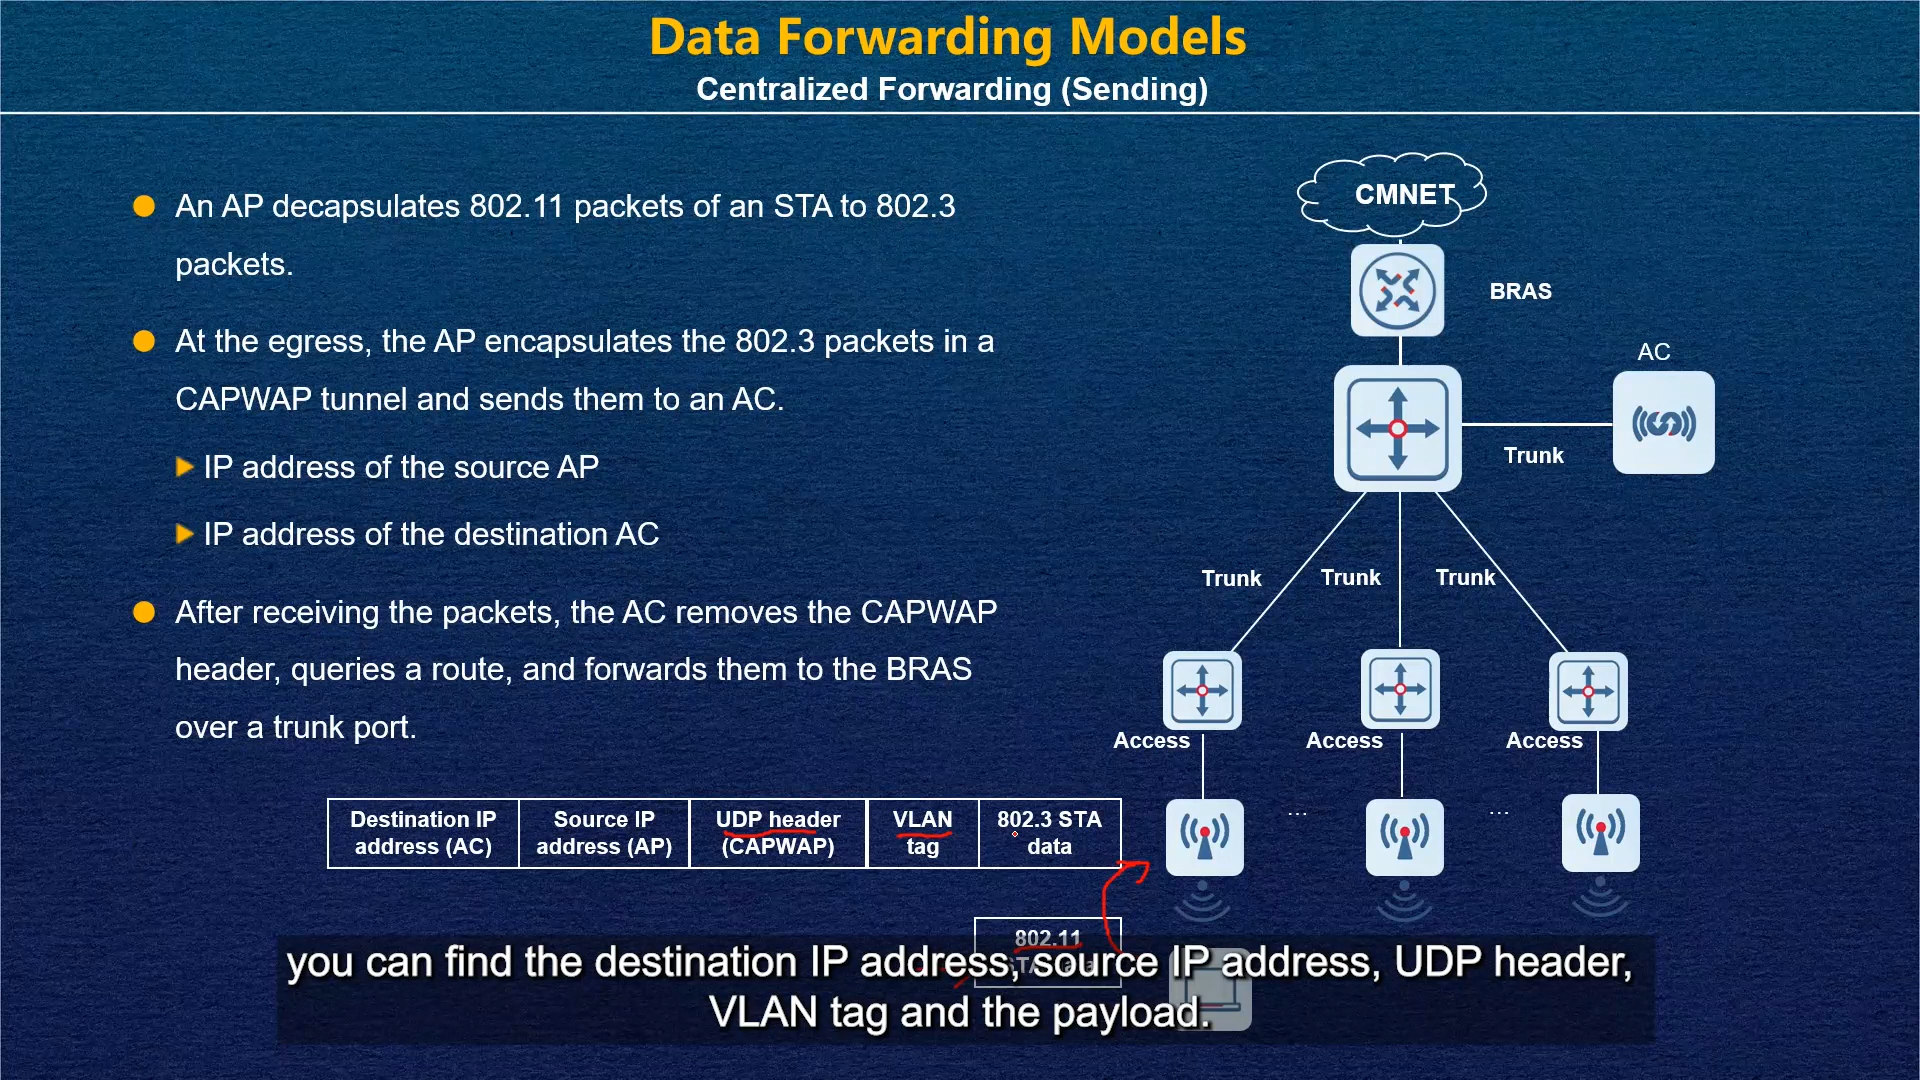 Data Forwarding Models
Centralized Forwarding (Sending)
An AP decapsulates 802.11 packets of an STA to 802.3
packets.
At the egress, the AP encapsulates the 802.3 packets in a
CAPWAP tunnel and sends them to an AC.
IP address of the source AP
IP address of the destination AC
After receiving the packets, the AC removes the CAPWAP
header, queries a route, and forwards them to the BRAS
over a trunk port.
CMNET
BRAS
AC
Trunk
Trunk Trunk Trunk
Access Access Access
... ...
Destination IP
address (AC)
Source IP
address (AP)
UDP header
(CAPWAP)
VLAN
tag
802.3 STA
data
802.11
you can find the destination IP address, source IP address, UDP header,
VLAN tag and the payload.